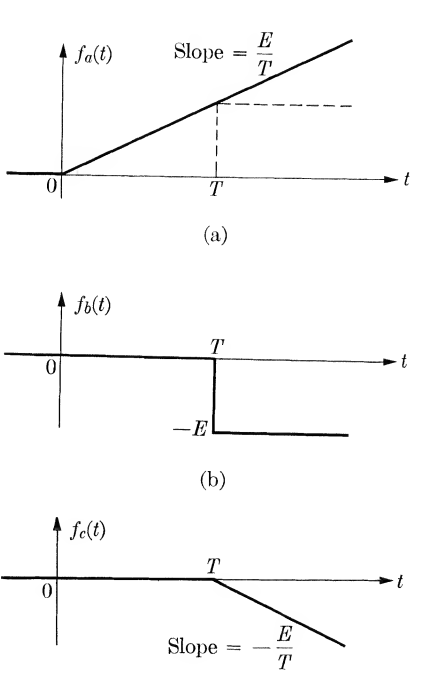 f_a(t)
Slope = E/T
0
T
t
(a)
f_b(t)
T
t
0
−E
(b)
f_c(t)
T
t
0
Slope = −E/T